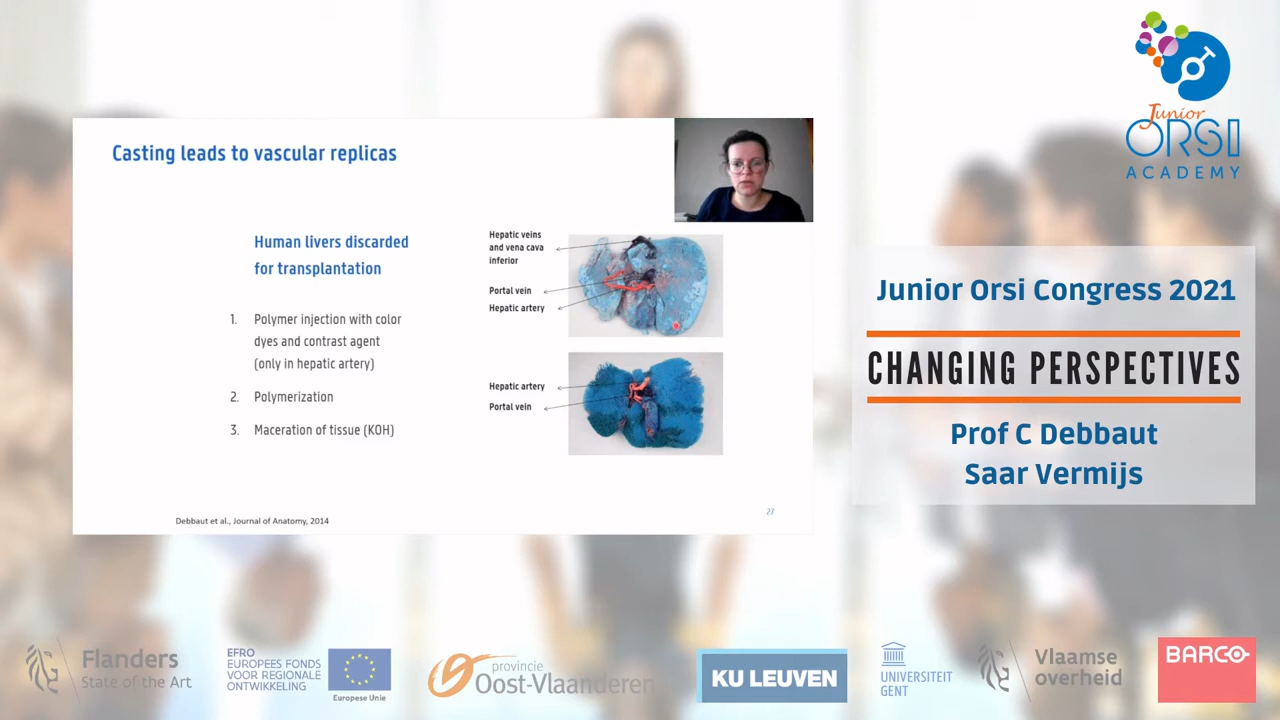 Casting leads to vascular replicas
Human livers discarded
for transplantation
1. Polymer injection with color
dyes and contrast agent
(only in hepatic artery)
2. Polymerization
3. Maceration of tissue (KOH)
Hepatic veins
and vena cava
inferior
Portal vein
Hepatic artery
Hepatic artery
Portal vein
Debbaut et al., Journal of Anatomy, 2014
27
Junior
ORSI
ACADEMY
Junior Orsi Congress 2021
CHANGING PERSPECTIVES
Prof C Debbaut
Saar Vermijs
Flanders
State of the Art
EFRO
EUROPEES FONDS
VOOR REGIONALE
ONTWIKKELING
Europese Unie
provincie
Oost-Vlaanderen
KU LEUVEN
UNIVERSITEIT
GENT
Vlaamse
overheid
BARCO